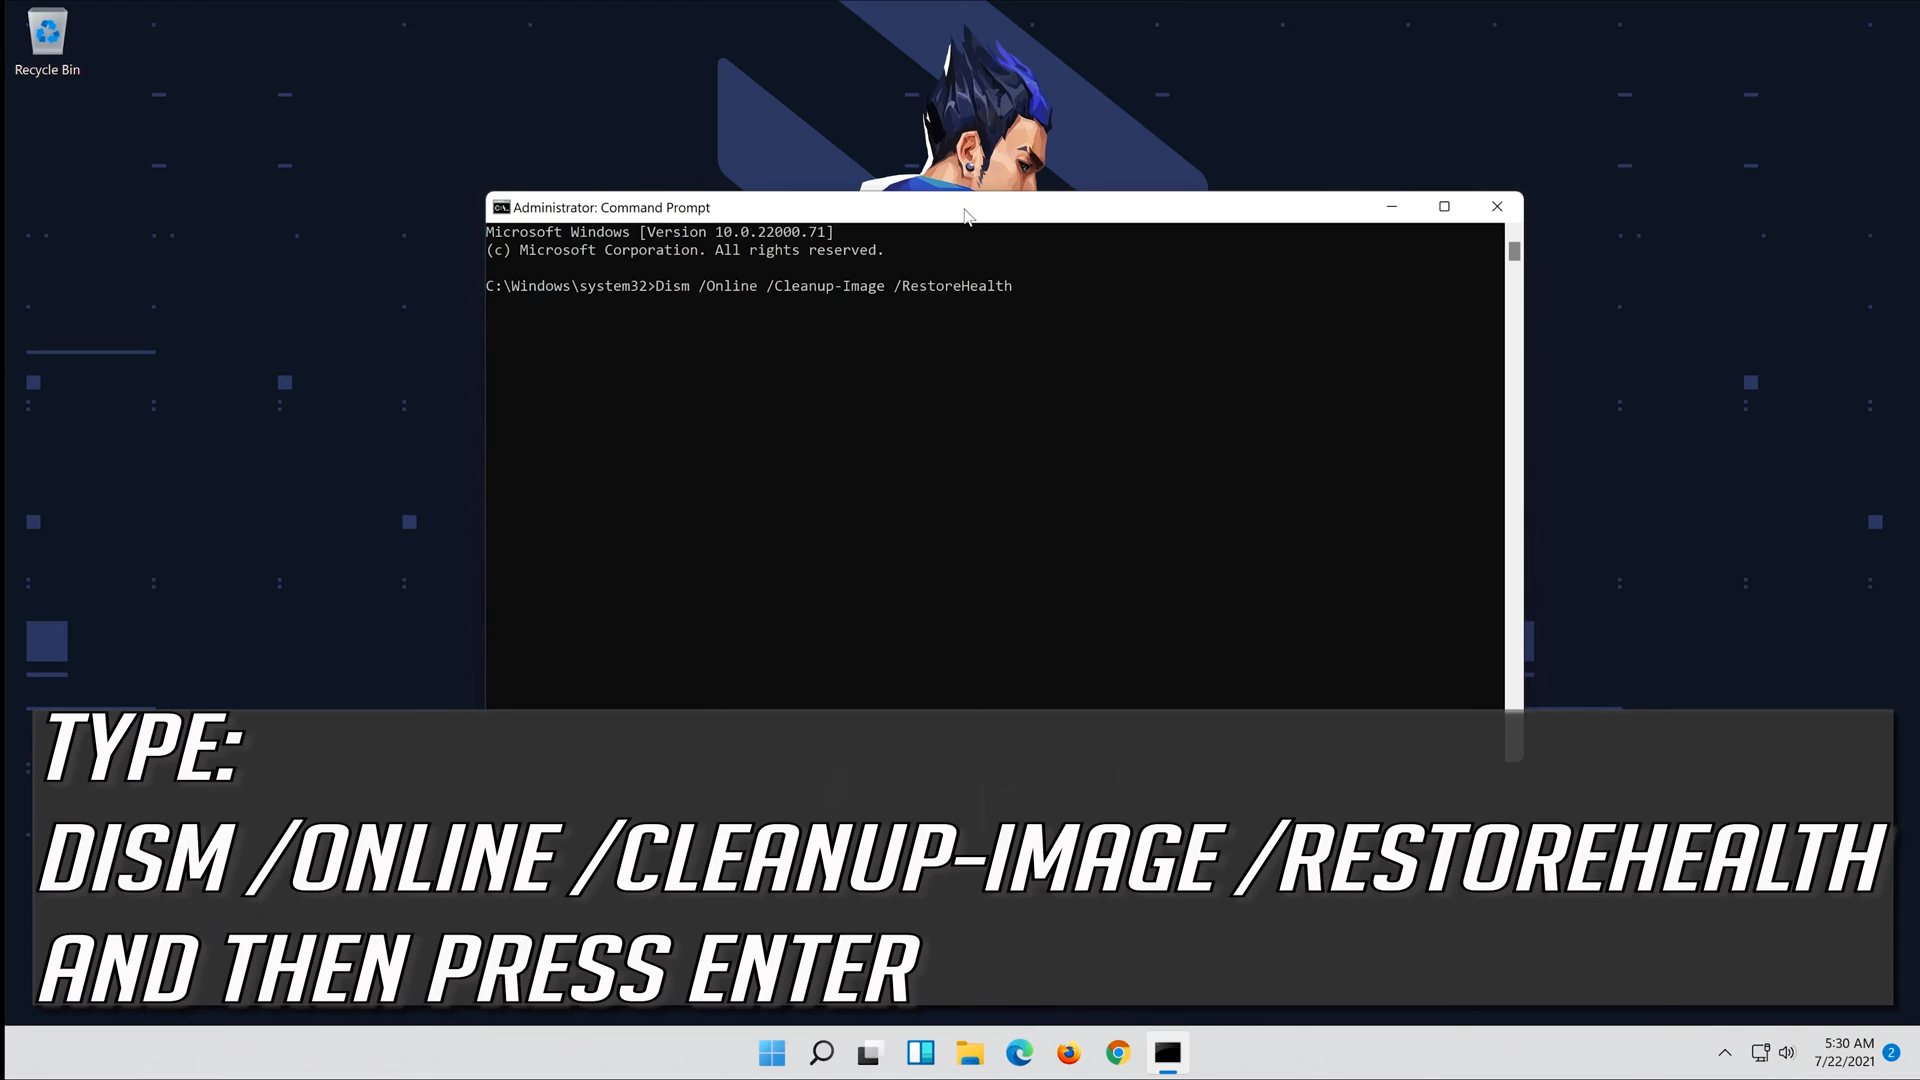 Recycle Bin
Administrator: Command Prompt
Microsoft Windows [Version 10.0.22000.71]
(c) Microsoft Corporation. All rights reserved.
C:\Windows\system32>Dism /Online /Cleanup-Image /RestoreHealth
TYPE:
DISM /ONLINE /CLEANUP-IMAGE /RESTOREHEALTH
AND THEN PRESS ENTER
5:30 AM
7/22/2021
2